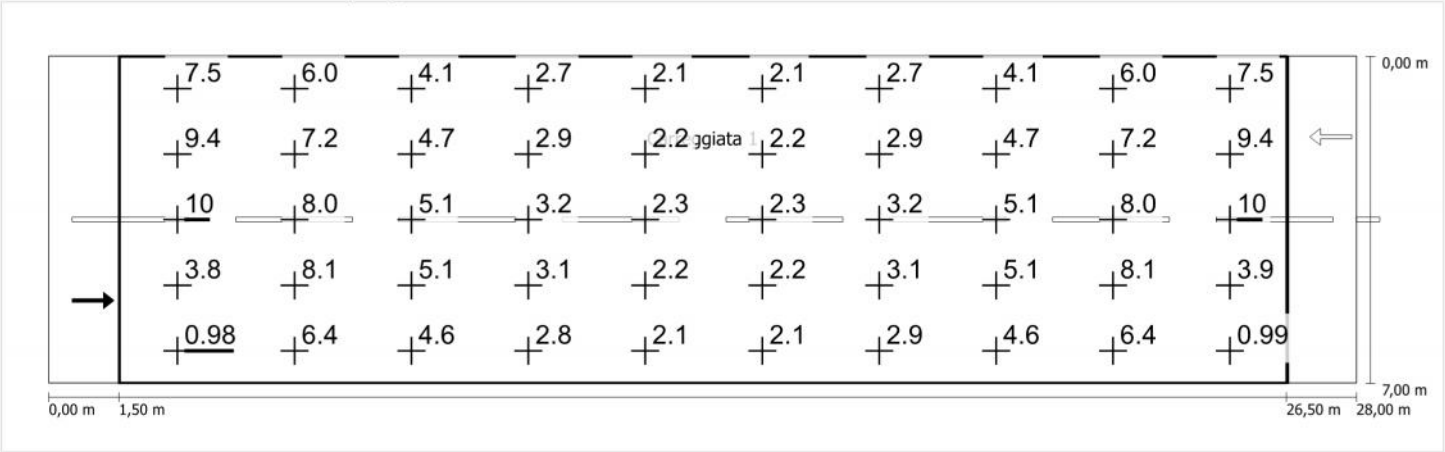 7.5 6.0 4.1 2.7 2.1 2.1 2.7 4.1 6.0 7.5 0,00 m
9.4 7.2 4.7 2.9 2.2 2.2 2.9 4.7 7.2 9.4
Carreggiata 1
10 8.0 5.1 3.2 2.3 2.3 3.2 5.1 8.0 10
3.8 8.1 5.1 3.1 2.2 2.2 3.1 5.1 8.1 3.9
0.98 6.4 4.6 2.8 2.1 2.1 2.9 4.6 6.4 0.99
7,00 m
0,00 m 1,50 m 26,50 m 28,00 m